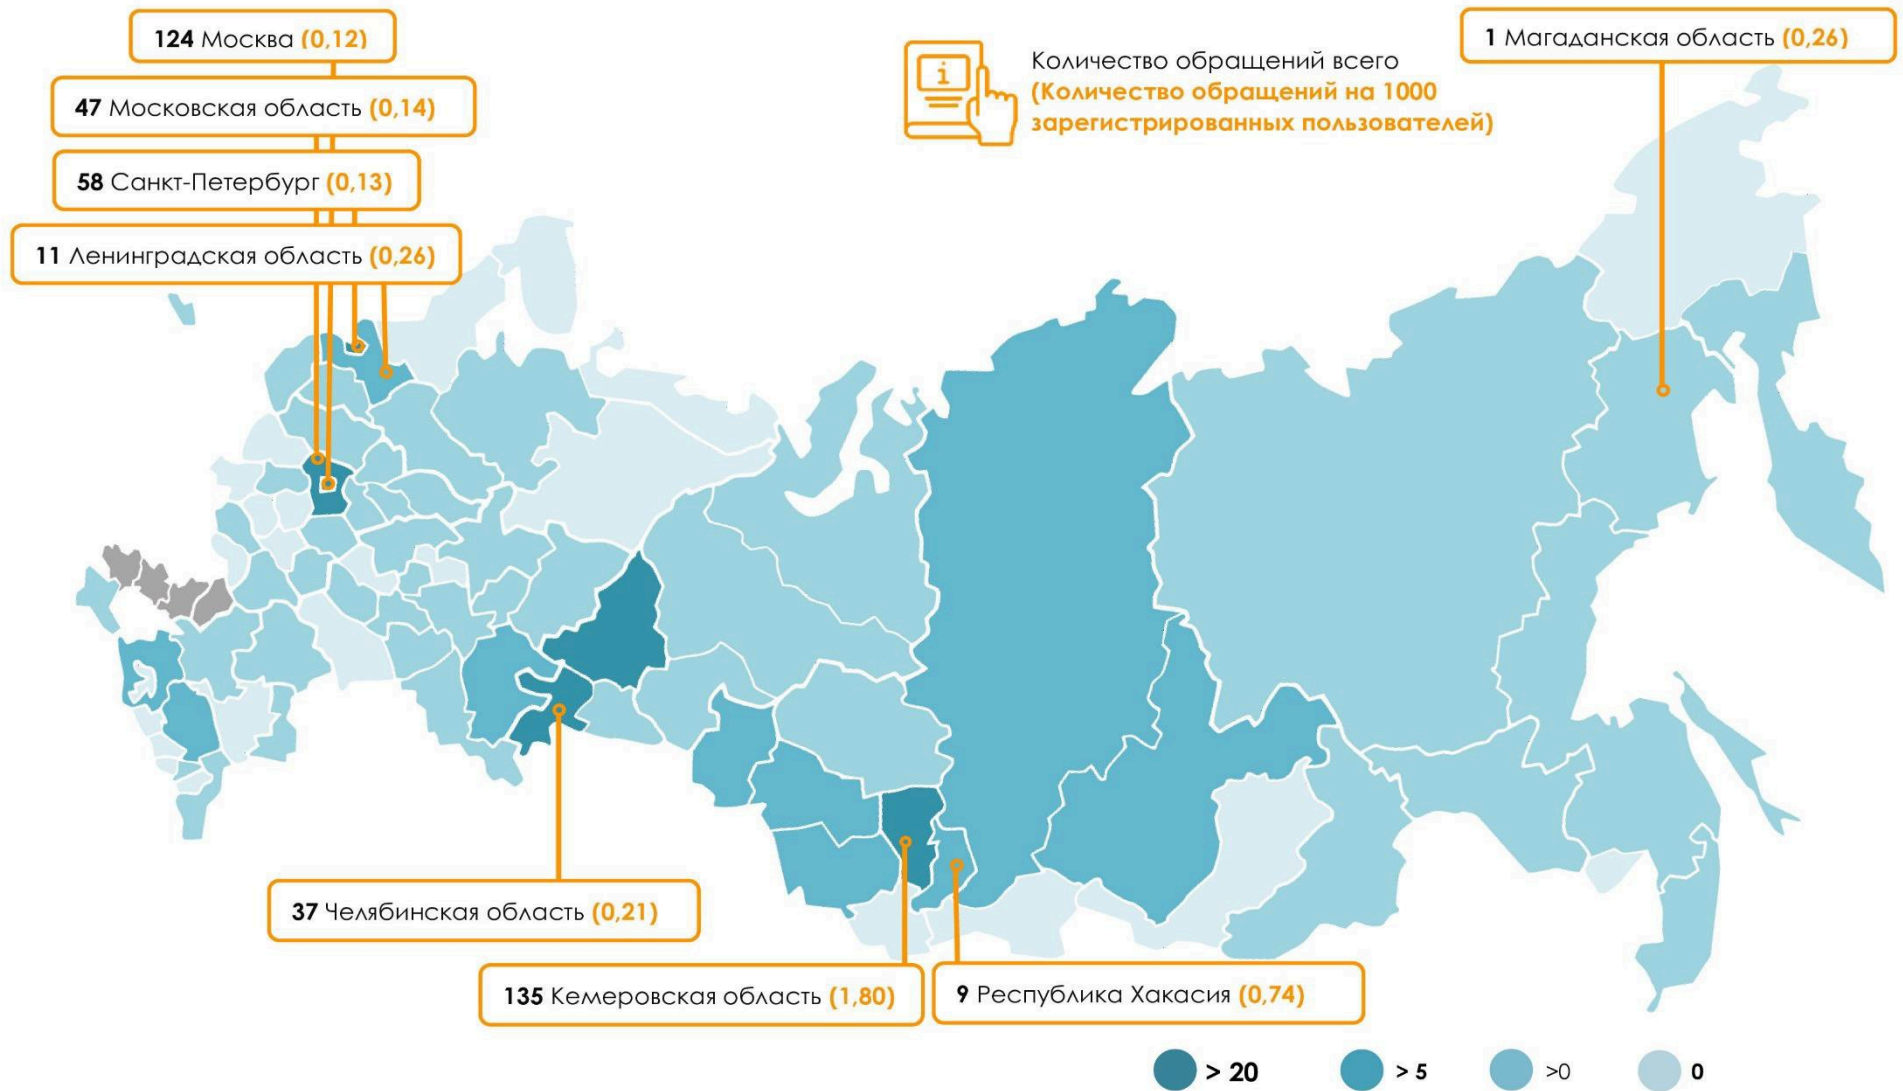 124 Москва (0,12)
47 Московская область (0,14)
58 Санкт-Петербург (0,13)
11 Ленинградская область (0,26)
i
Количество обращений всего
(Количество обращений на 1000
зарегистрированных пользователей)
1 Магаданская область (0,26)
37 Челябинская область (0,21)
135 Кемеровская область (1,80)
9 Республика Хакасия (0,74)
> 20
> 5
>0
0